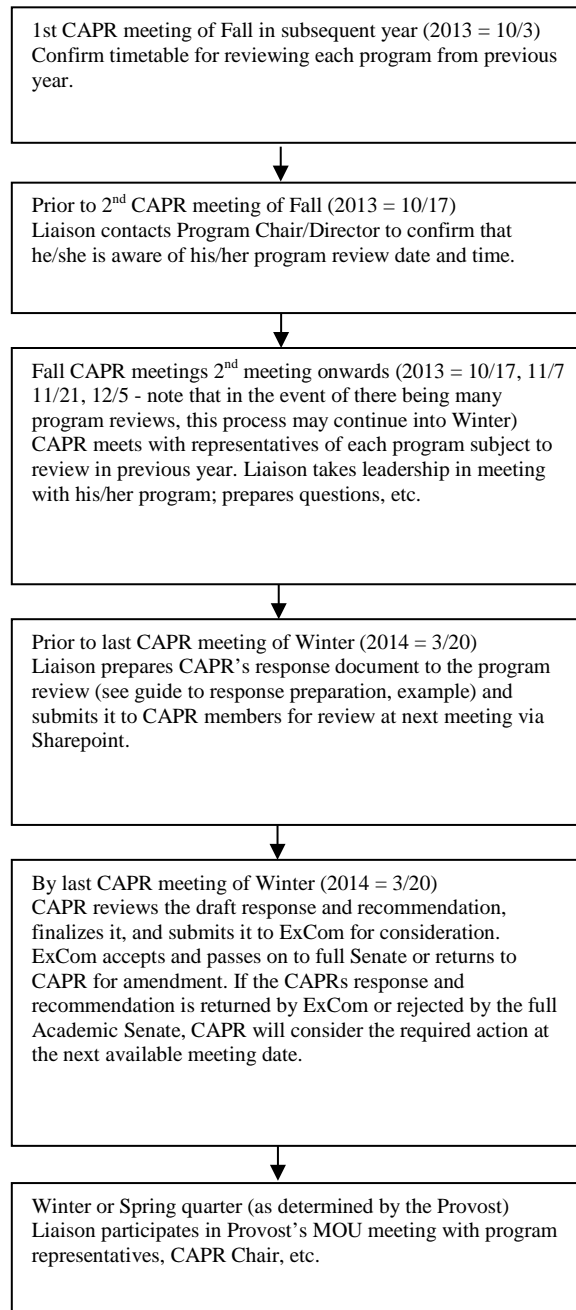 1st CAPR meeting of Fall in subsequent year (2013 = 10/3)
Confirm timetable for reviewing each program from previous
year.
Prior to 2nd CAPR meeting of Fall (2013 = 10/17)
Liaison contacts Program Chair/Director to confirm that
he/she is aware of his/her program review date and time.
Fall CAPR meetings 2nd meeting onwards (2013 = 10/17, 11/7
11/21, 12/5 - note that in the event of there being many
program reviews, this process may continue into Winter)
CAPR meets with representatives of each program subject to
review in previous year. Liaison takes leadership in meeting
with his/her program; prepares questions, etc.
Prior to last CAPR meeting of Winter (2014 = 3/20)
Liaison prepares CAPR’s response document to the program
review (see guide to response preparation, example) and
submits it to CAPR members for review at next meeting via
Sharepoint.
By last CAPR meeting of Winter (2014 = 3/20)
CAPR reviews the draft response and recommendation,
finalizes it, and submits it to ExCom for consideration.
ExCom accepts and passes on to full Senate or returns to
CAPR for amendment. If the CAPRs response and
recommendation is returned by ExCom or rejected by the full
Academic Senate, CAPR will consider the required action at
the next available meeting date.
Winter or Spring quarter (as determined by the Provost)
Liaison participates in Provost’s MOU meeting with program
representatives, CAPR Chair, etc.